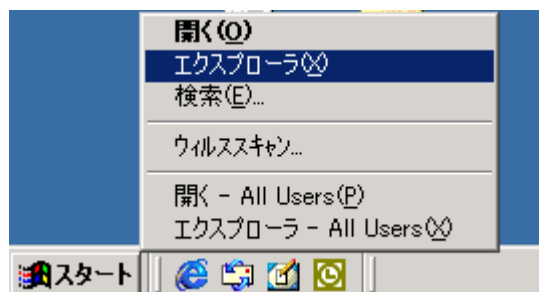 開く(O)
エクスプローラ(X)
検索(E)...
ウィルススキャン...
開く - All Users(P)
エクスプローラ - All Users(X)
スタート